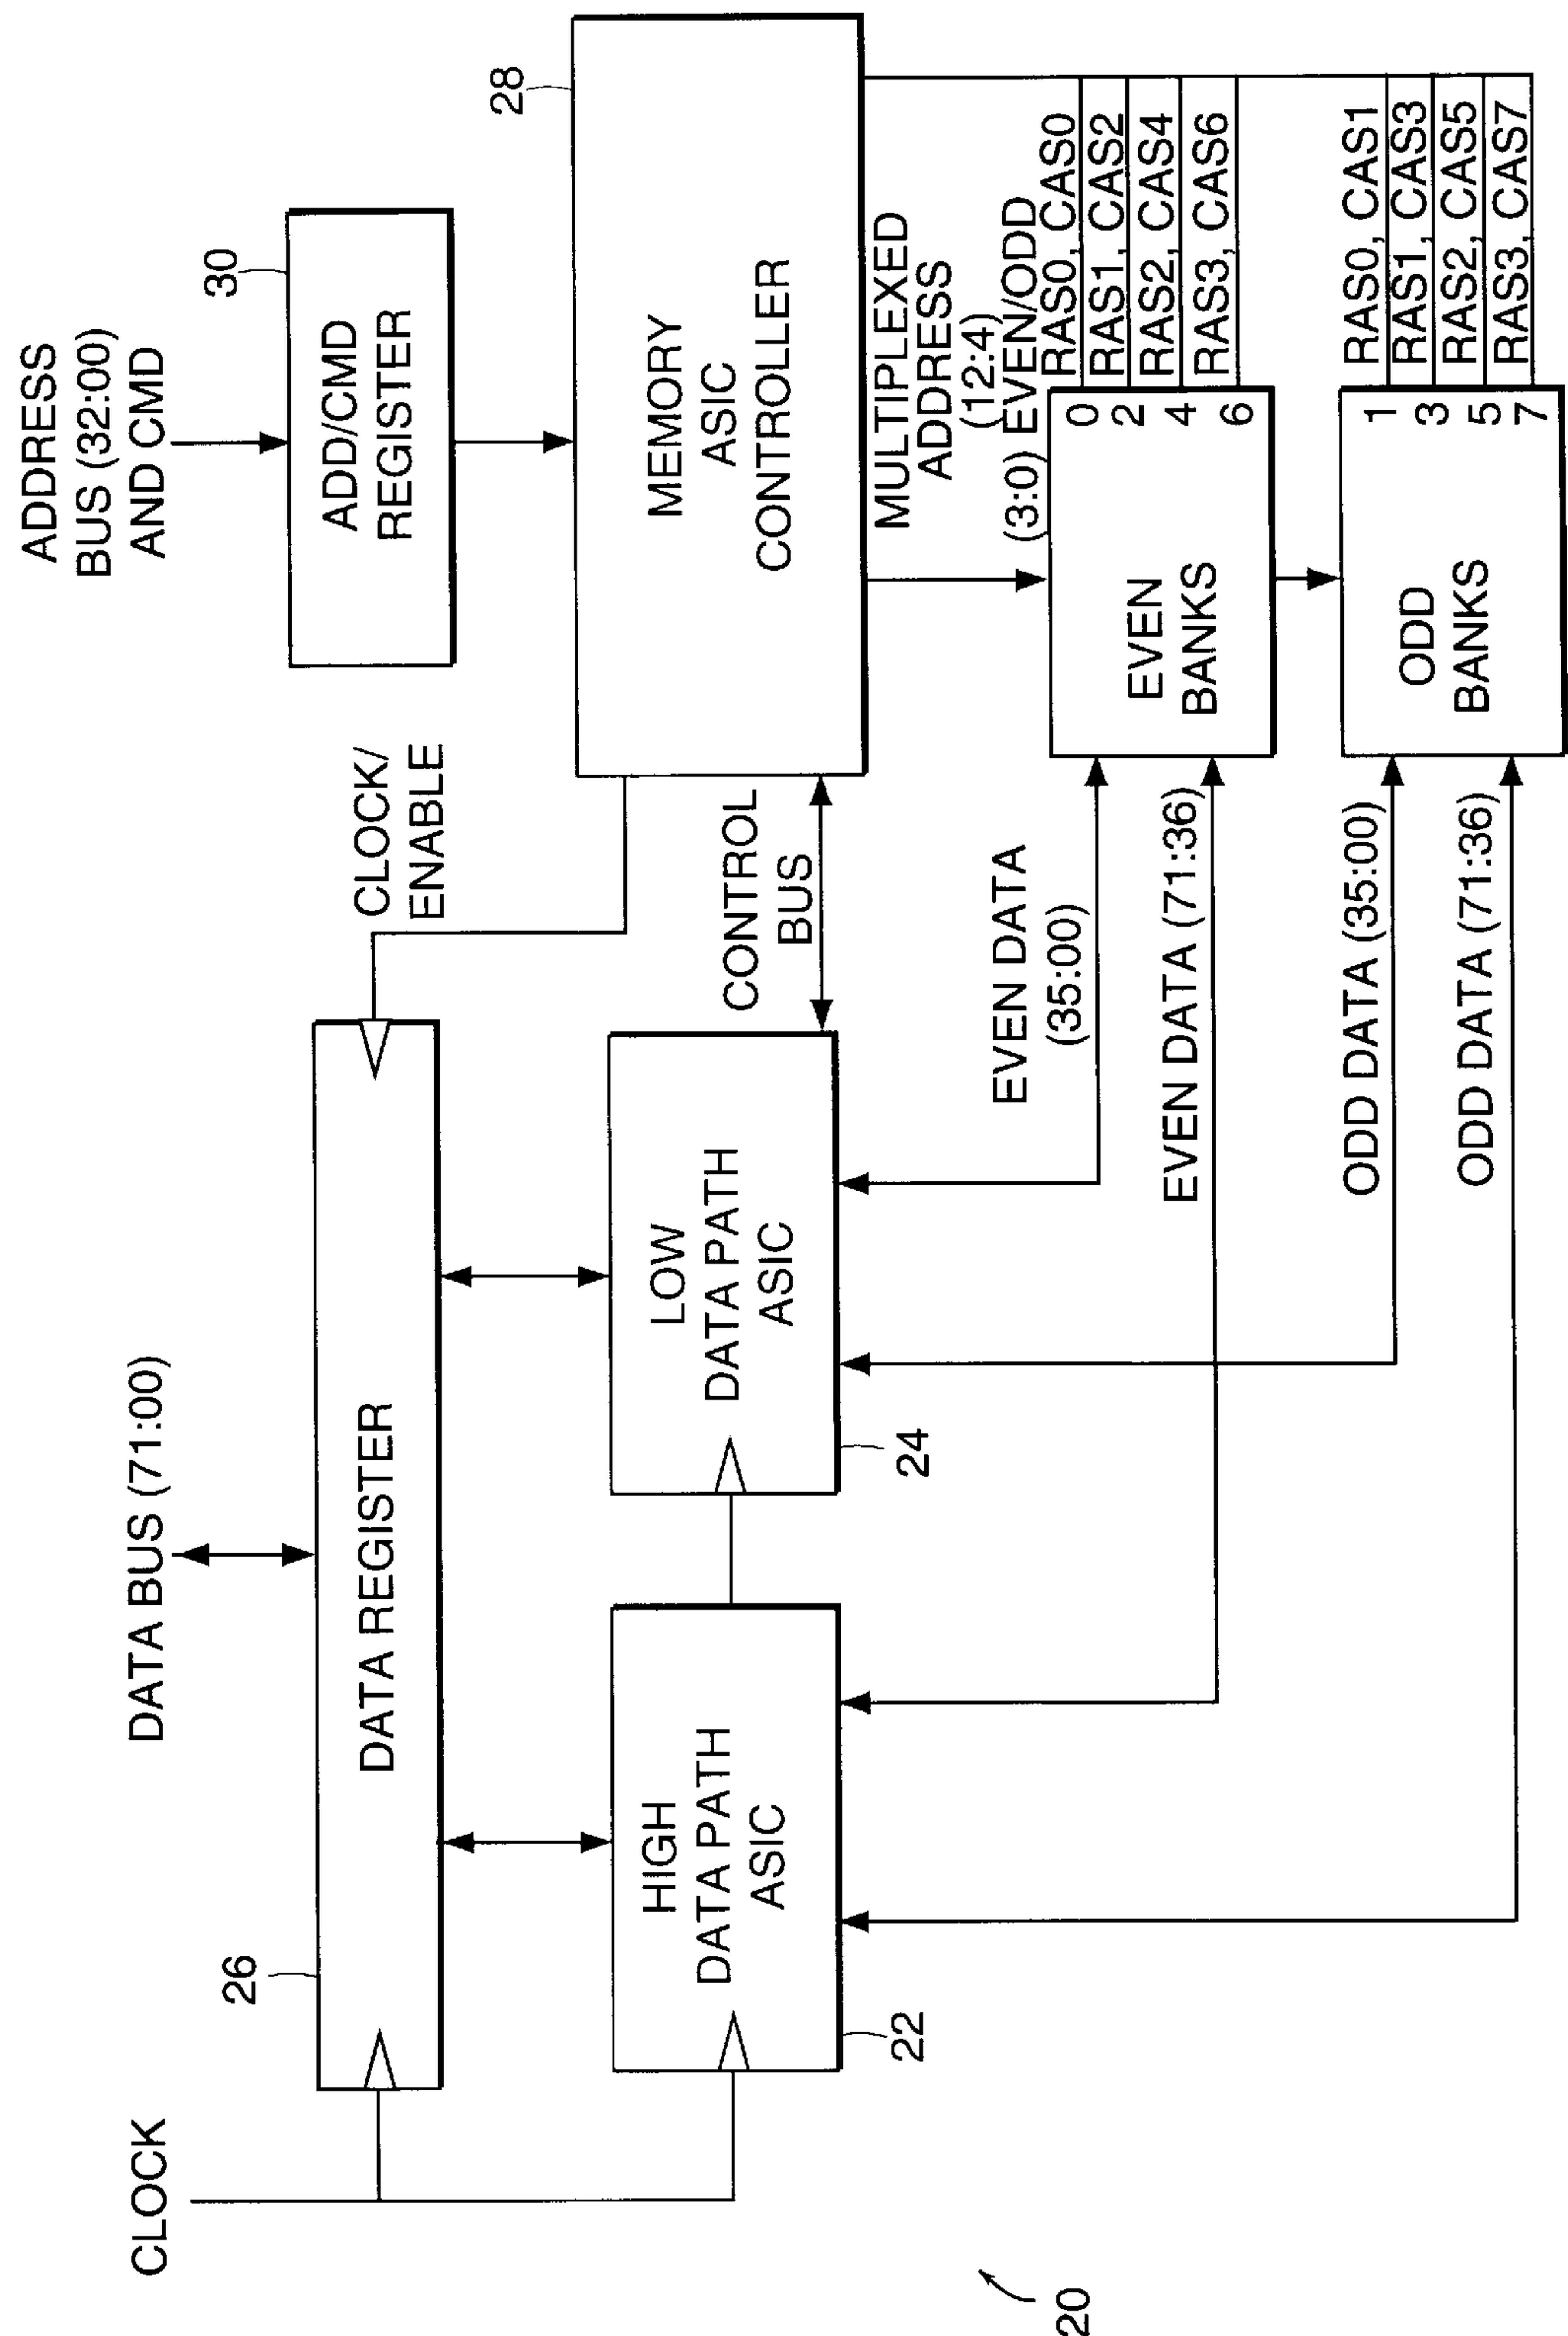 CLOCK
DATA BUS (71:00)
ADDRESS
BUS (32:00)
AND CMD
26
DATA REGISTER
CLOCK/
ENABLE
30
ADD/CMD
REGISTER
22
HIGH
DATA PATH
ASIC
24
LOW
DATA PATH
ASIC
CONTROL
BUS
28
MEMORY
ASIC
CONTROLLER
MULTIPLEXED
ADDRESS
(12:4)
(3:0) EVEN/ODD
EVEN DATA
(35:00)
EVEN DATA (71:36)
EVEN
BANKS
0
2
4
6
RAS0, CAS0
RAS1, CAS2
RAS2, CAS4
RAS3, CAS6
ODD DATA (35:00)
ODD DATA (71:36)
ODD
BANKS
1
3
5
7
RAS0, CAS1
RAS1, CAS3
RAS2, CAS5
RAS3, CAS7
20